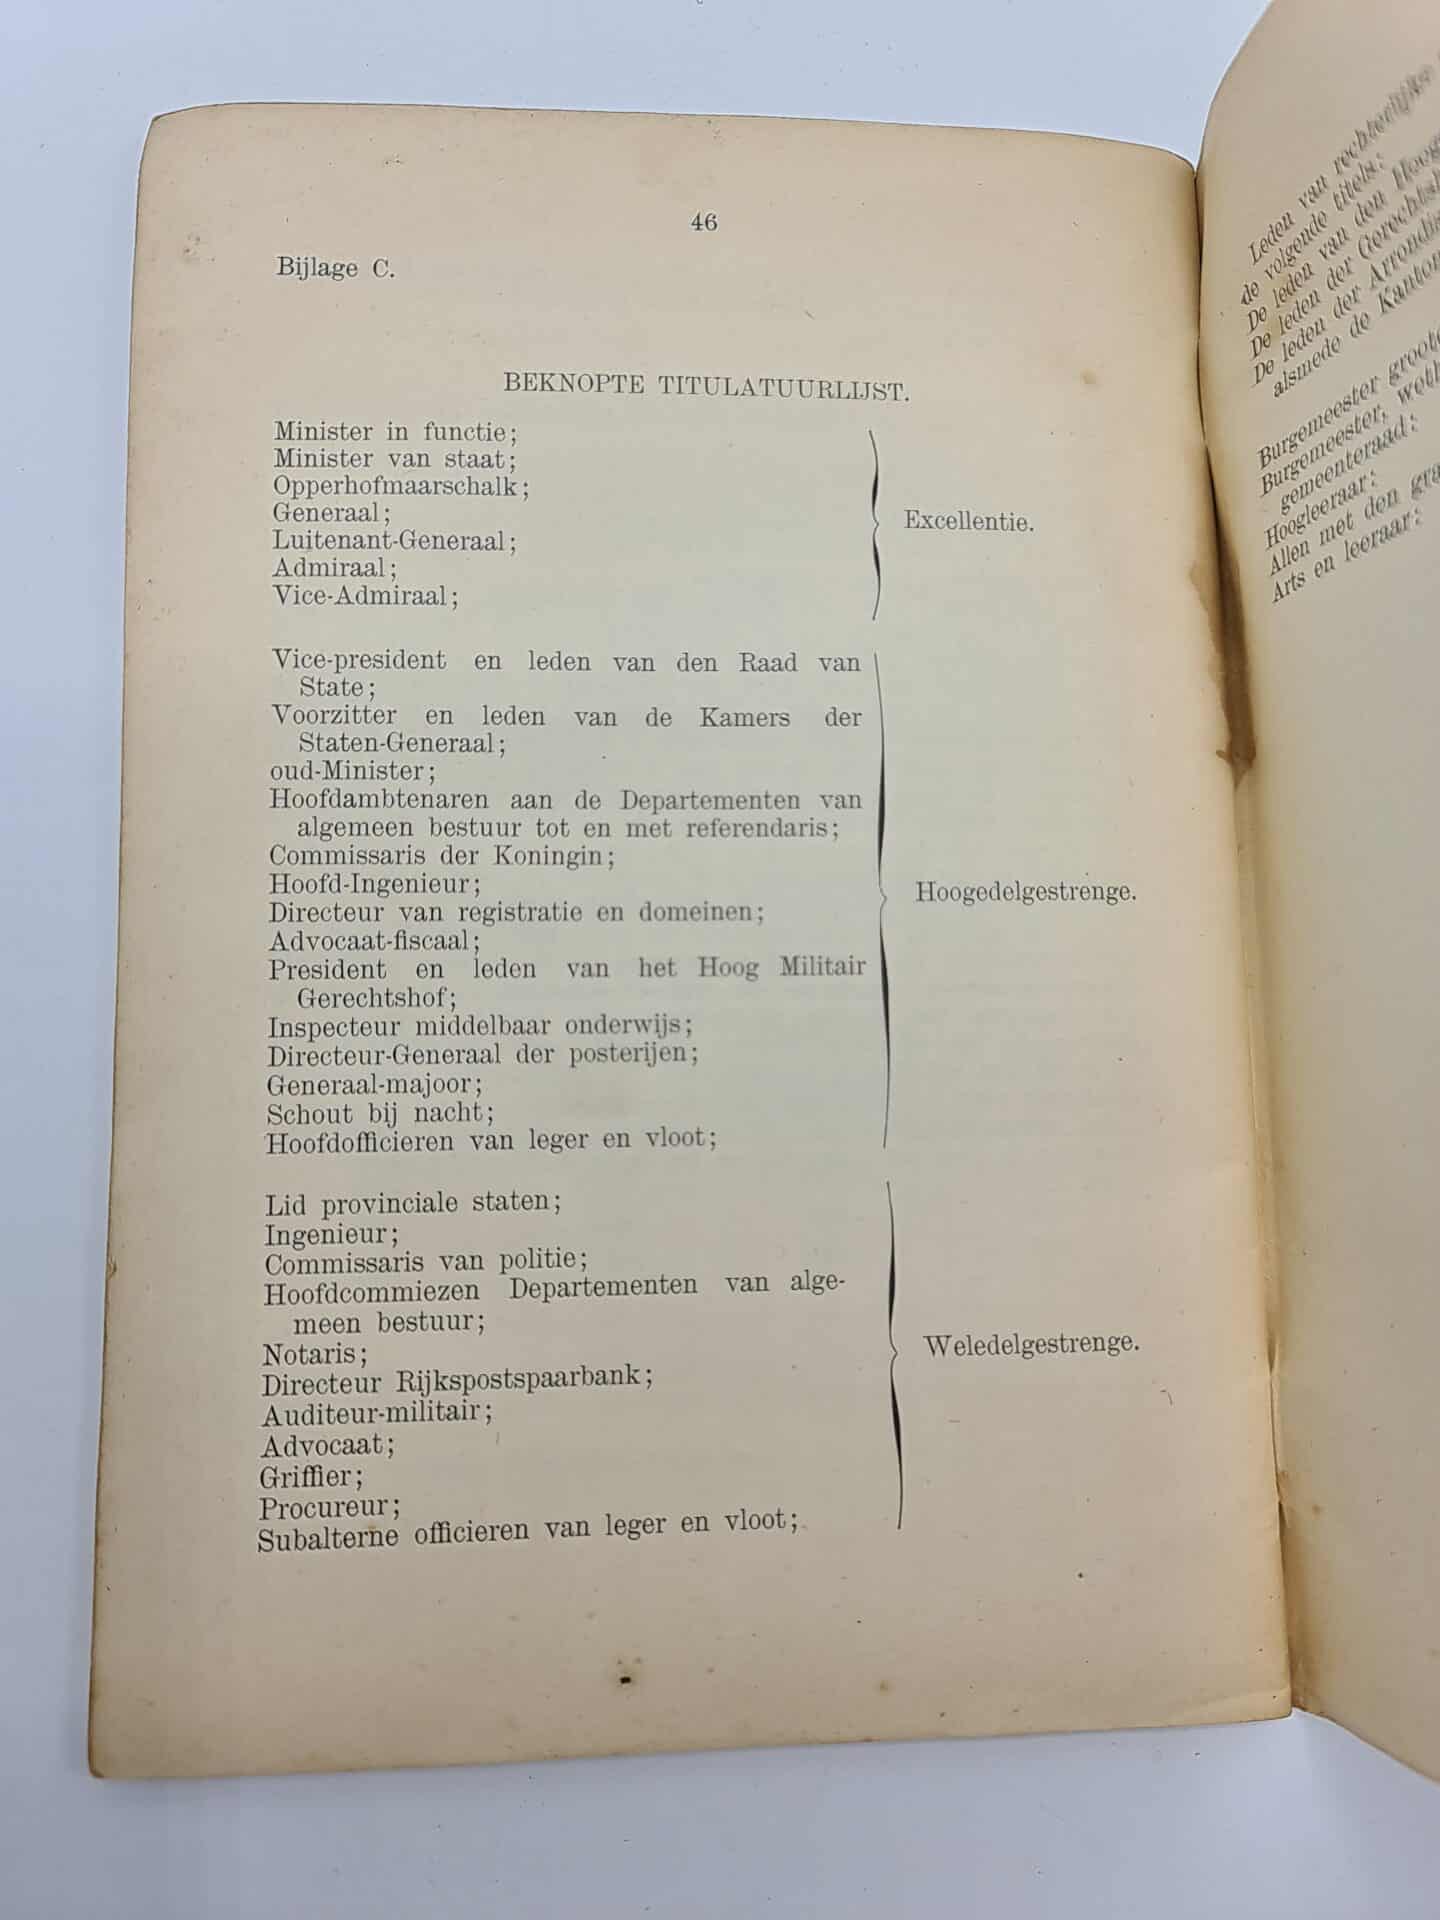 46
Bijlage C.
BEKNOPTE TITULATUURLIJST.
Minister in functie;
Minister van staat;
Opperhofmaarschalk;
Generaal;
Luitenant-Generaal;
Admiraal;
Vice-Admiraal;
Excellentie.
Vice-president en leden van den Raad van
State;
Voorzitter en leden van de Kamers der
Staten-Generaal;
oud-Minister;
Hoofdambtenaren aan de Departementen van
algemeen bestuur tot en met referendaris;
Commissaris der Koningin;
Hoofd-Ingenieur;
Directeur van registratie en domeinen;
Advocaat-fiscaal;
President en leden van het Hoog Militair
Gerechtshof;
Inspecteur middelbaar onderwijs;
Directeur-Generaal der posterijen;
Generaal-majoor;
Schout bij nacht;
Hoofdofficieren van leger en vloot;
Hoogedelgestrenge.
Lid provinciale staten;
Ingenieur;
Commissaris van politie;
Hoofdcommiezen Departementen van alge-
meen bestuur;
Notaris;
Directeur Rijkspostspaarbank;
Auditeur-militair;
Advocaat;
Griffier;
Procureur;
Subalterne officieren van leger en vloot;
Weledelgestrenge.
Leden van rechterlijke
de volgende titels:
De leden van den
De leden der
De leden der
alsmede de
Burgemeester
Burgemeester,
gemeenteraad:
Hoogleeraar:
Allen met den
Arts en leeraar: